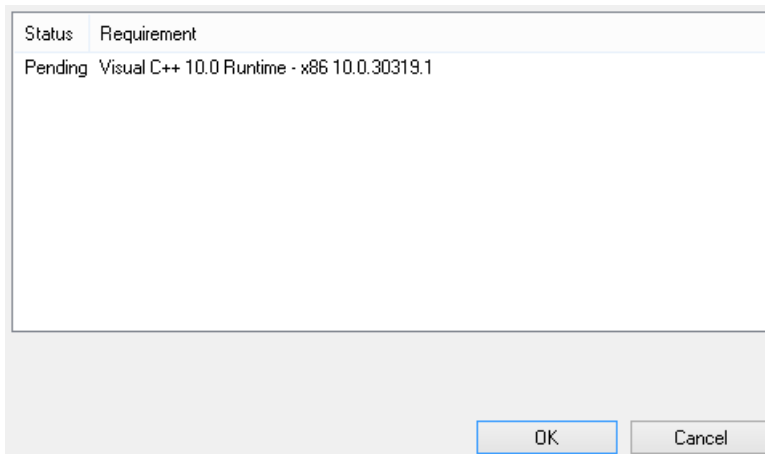 Status Requirement
Pending Visual C++ 10.0 Runtime - x86 10.0.30319.1
OK Cancel